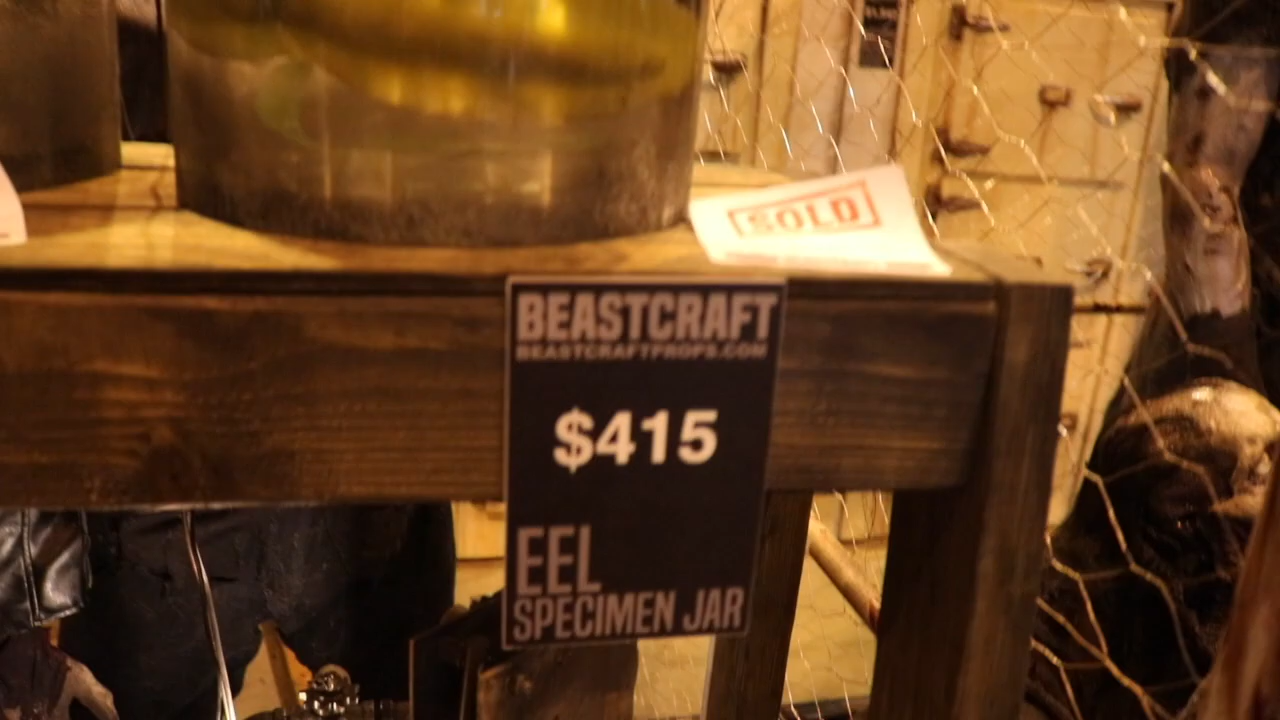 SOLD
BEASTCRAFT
BEASTCRAFTPROPS.COM
$415
EEL
SPECIMEN JAR